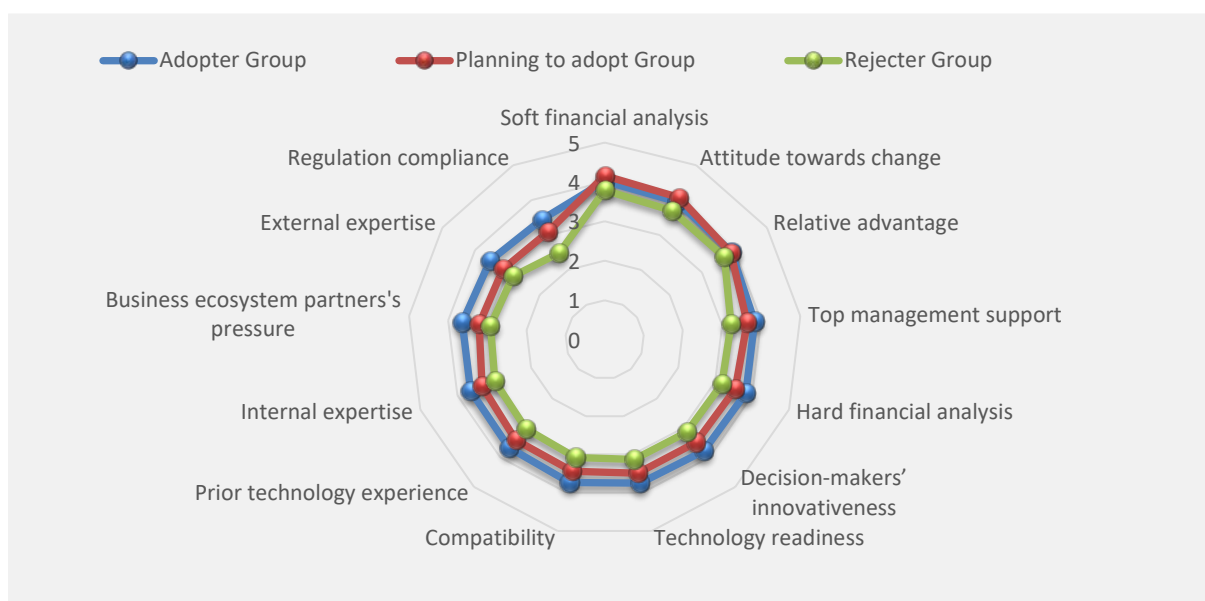 Adopter Group
Planning to adopt Group
Rejecter Group
Soft financial analysis
Regulation compliance
Attitude towards change
External expertise
Relative advantage
Business ecosystem partners's
pressure
Top management support
Internal expertise
Hard financial analysis
Prior technology experience
Decision-makers’
innovativeness
Compatibility
Technology readiness
5
4
3
2
1
0